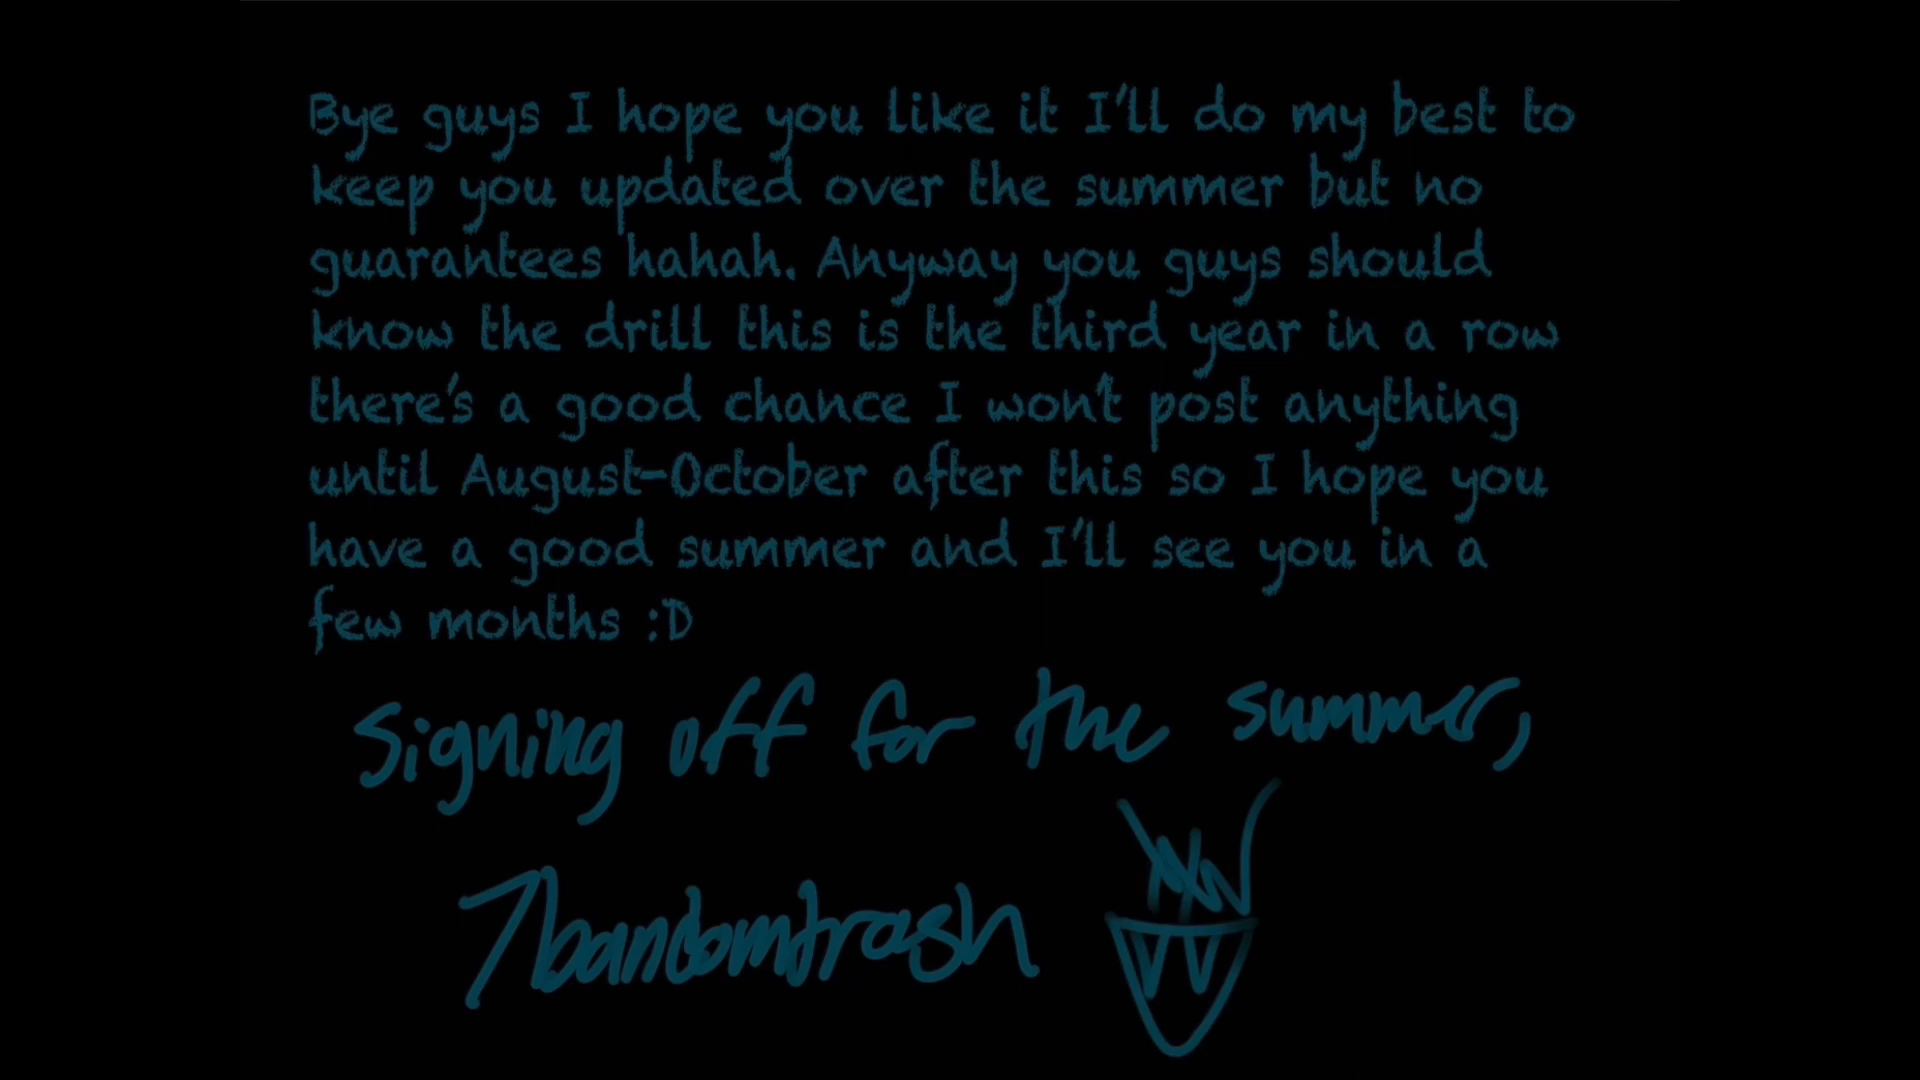 Bye guys I hope you like it I'll do my best to
keep you updated over the summer but no
guarantees hahah. Anyway you guys should
know the drill this is the third year in a row
there's a good chance I won't post anything
until August-October after this so I hope you
have a good summer and I'll see you in a
few months :D
Signing off for the summer,
7bandomtrash